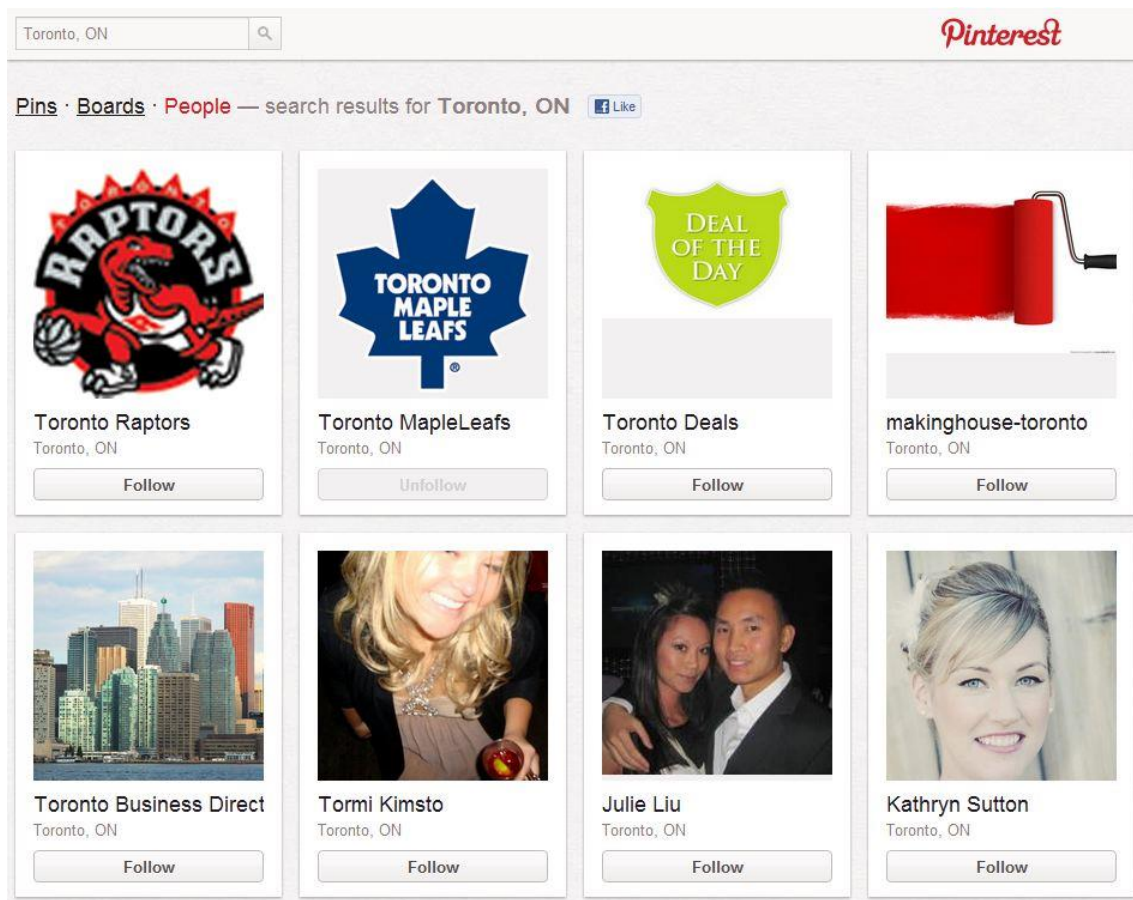 Toronto, ON
Pinterest
Pins · Boards · People — search results for Toronto, ON Like
TORONTO
RAPTORS
TORONTO
MAPLE
LEAFS
®
DEAL
OF THE
DAY
Toronto Raptors
Toronto, ON
Follow
Toronto MapleLeafs
Toronto, ON
Unfollow
Toronto Deals
Toronto, ON
Follow
makinghouse-toronto
Toronto, ON
Follow
Toronto Business Direct
Toronto, ON
Follow
Tormi Kimsto
Toronto, ON
Follow
Julie Liu
Toronto, ON
Follow
Kathryn Sutton
Toronto, ON
Follow